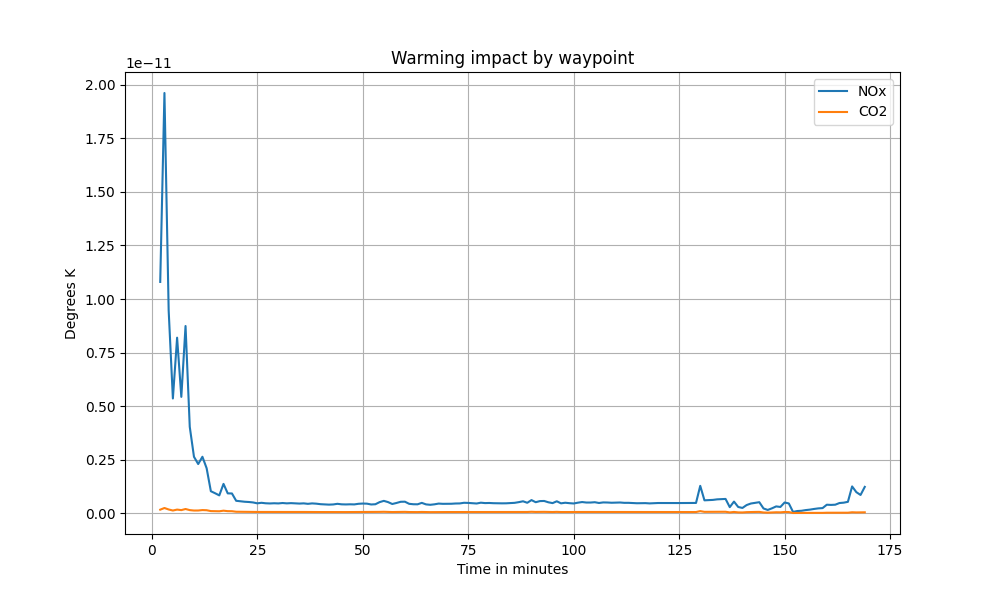 Warming impact by waypoint
1e−11
2.00
1.75
1.50
1.25
1.00
0.75
0.50
0.25
0.00
Degrees K
NOx
CO2
0 25 50 75 100 125 150 175
Time in minutes